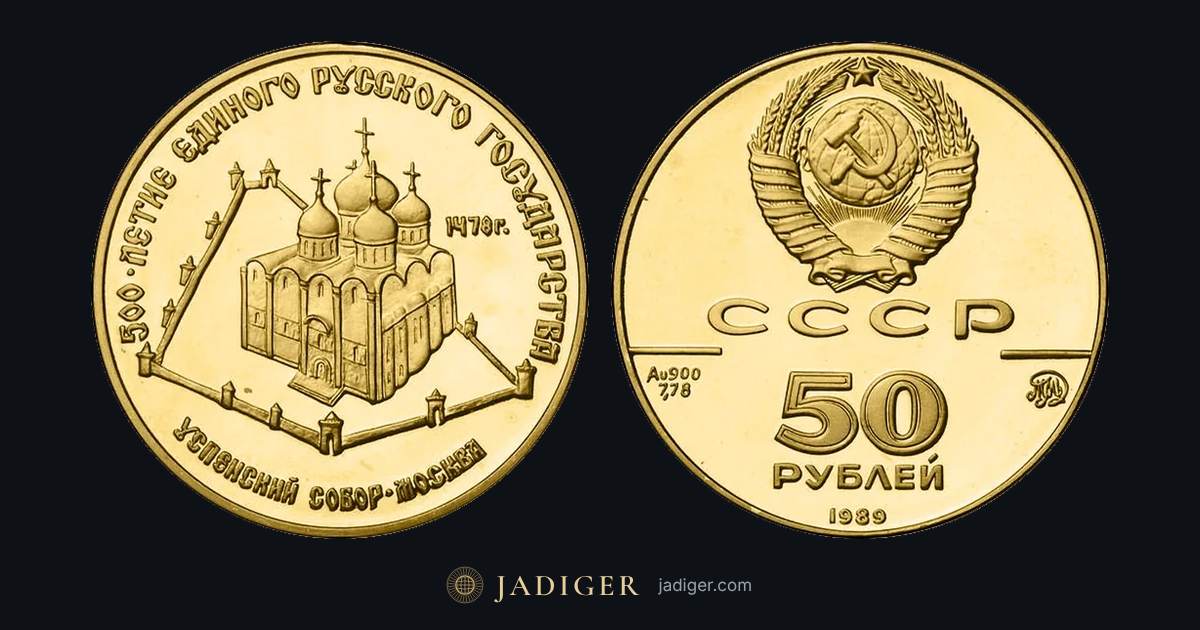 500·ЛЕТИЕ ЕДИНОГО РУССКОГО ГОСУДАРСТВА
1478г.
УСПЕНСКИЙ СОБОР·МОСКВА
СССР
Au900
7,78
ММД
50
РУБЛЕЙ
1989
JADIGER
jadiger.com